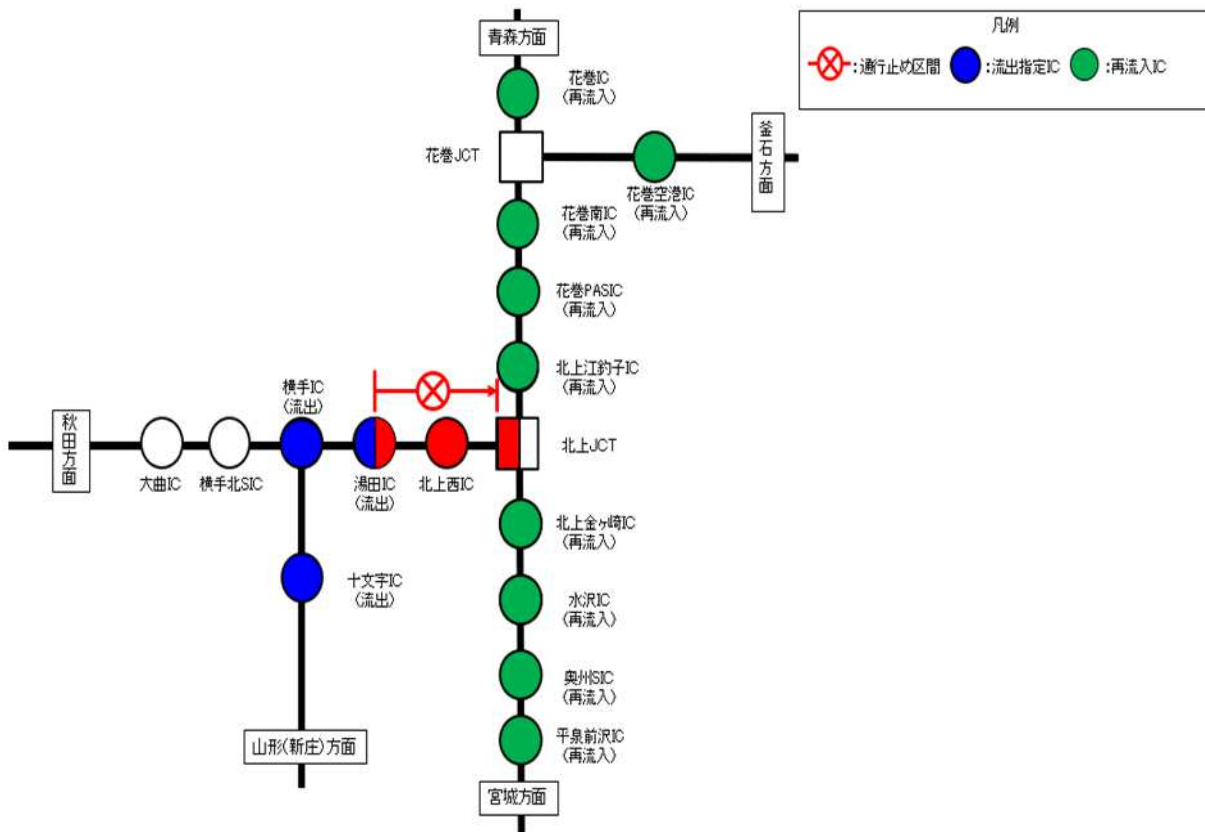 凡例
:通行止め区間
:流出指定IC
:再流入IC
青森方面
花巻IC
(再流入)
花巻JCT
釜石方面
花巻空港IC
(再流入)
花巻南IC
(再流入)
花巻PASIC
(再流入)
北上江釣子IC
(再流入)
横手IC
(流出)
秋田方面
大曲IC
横手北SIC
湯田IC
(流出)
北上西IC
北上JCT
北上金ヶ崎IC
(再流入)
十文字IC
(流出)
水沢IC
(再流入)
奥州SIC
(再流入)
平泉前沢IC
(再流入)
山形(新庄)方面
宮城方面